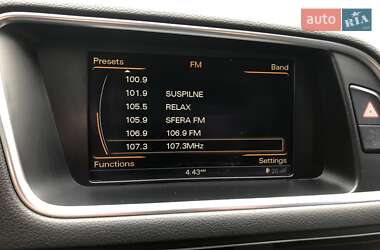 auto RIA
Presets FM Band
100.9
101.9 SUSPILNE
105.5 RELAX
105.9 SFERA FM
106.9 106.9 FM
107.3 107.3MHz
Functions Settings
4:43AM